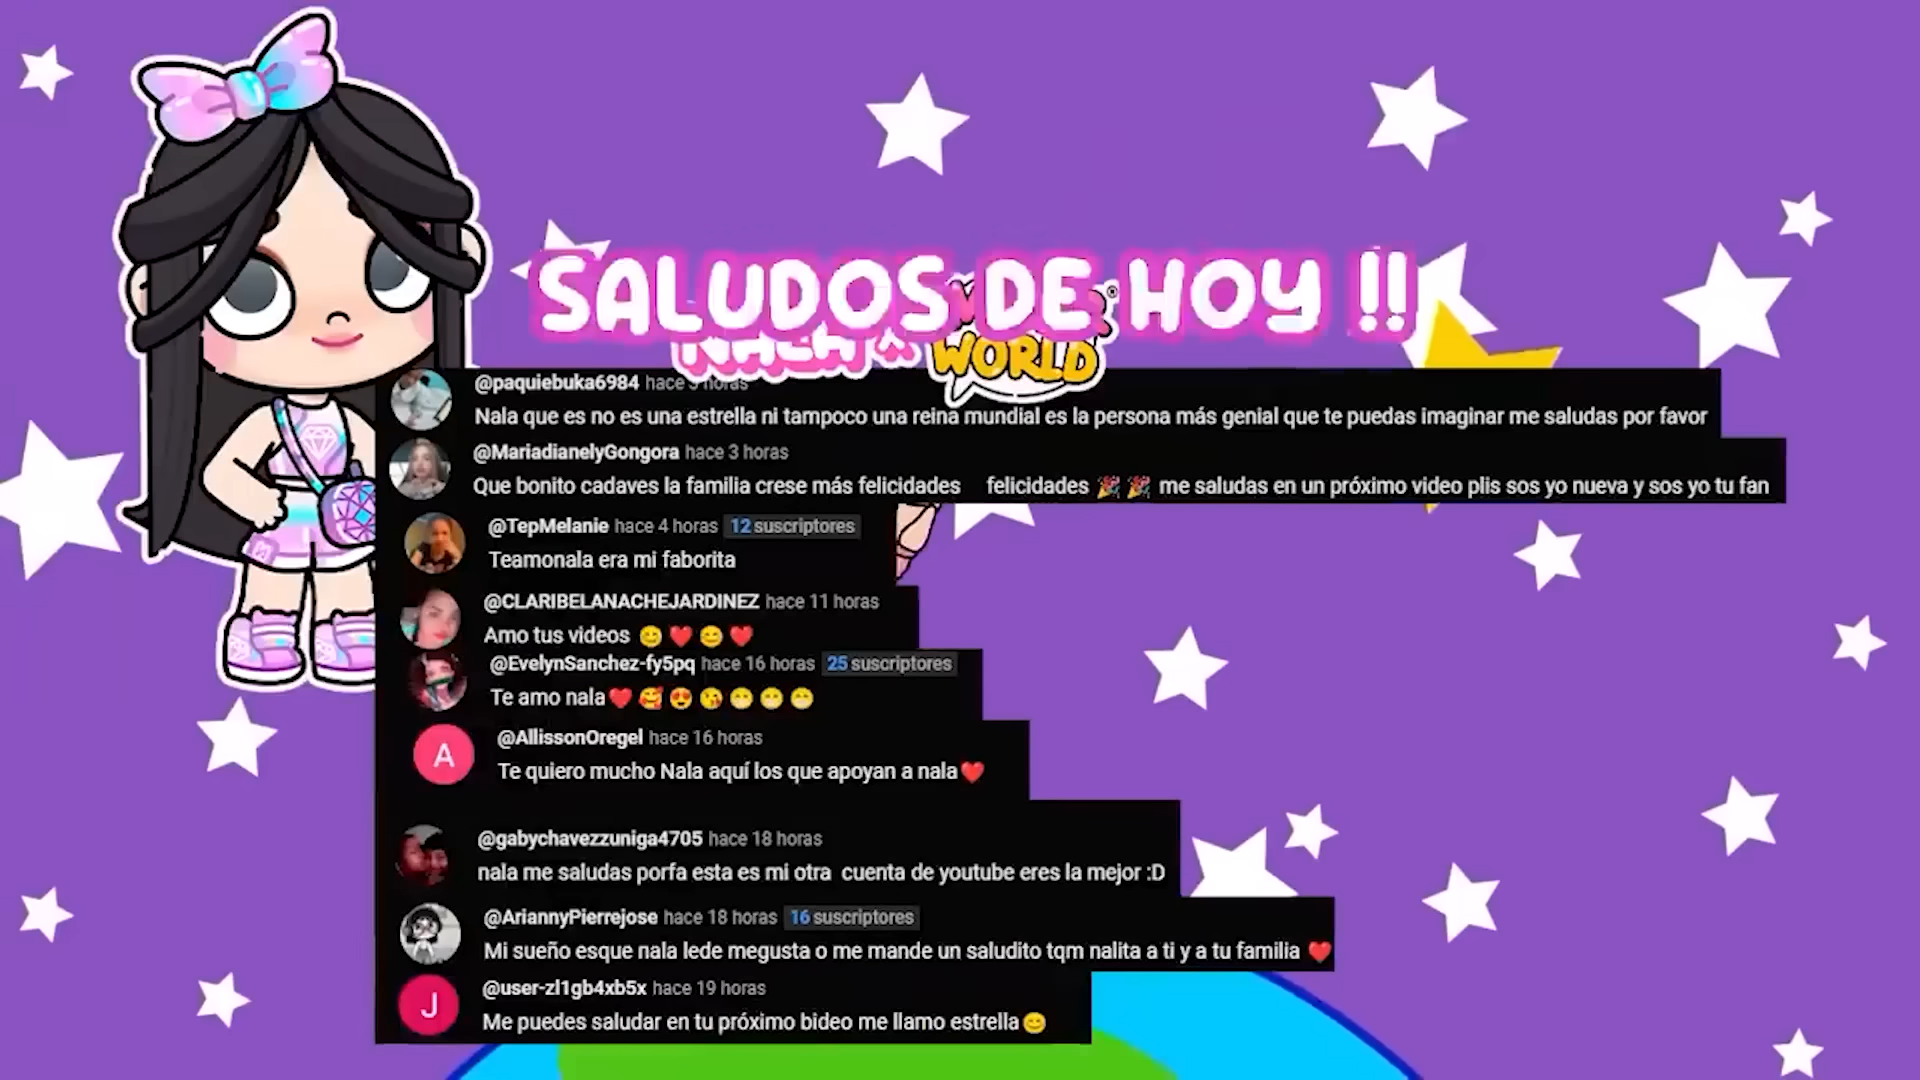 SALUDOS DE HOY !!
NALA
WORLD
@paquiebuka6984 hace 3 horas
Nala que es no es una estrella ni tampoco una reina mundial es la persona más genial que te puedas imaginar me saludas por favor
@MariadianelyGongora hace 3 horas
Que bonito cadaves la familia crese más felicidades felicidades 🎉 🎉 me saludas en un próximo video plis sos yo nueva y sos yo tu fan
@TepMelanie hace 4 horas 12 suscriptores
Teamonala era mi faborita
@CLARIBELANACHEJARDINEZ hace 11 horas
Amo tus videos 😊 ❤️ 😊 ❤️
@EvelynSanchez-fy5pq hace 16 horas 25 suscriptores
Te amo nala❤️ 🥰 😍 😘 😁 😁 😁
A
@AllissonOregel hace 16 horas
Te quiero mucho Nala aquí los que apoyan a nala❤️
@gabychavezzuniga4705 hace 18 horas
nala me saludas porfa esta es mi otra cuenta de youtube eres la mejor :D
@AriannyPierrejose hace 18 horas 16 suscriptores
Mi sueño esque nala lede megusta o me mande un saludito tqm nalita a ti y a tu familia ❤️
J
@user-zl1gb4xb5x hace 19 horas
Me puedes saludar en tu próximo bideo me llamo estrella😊